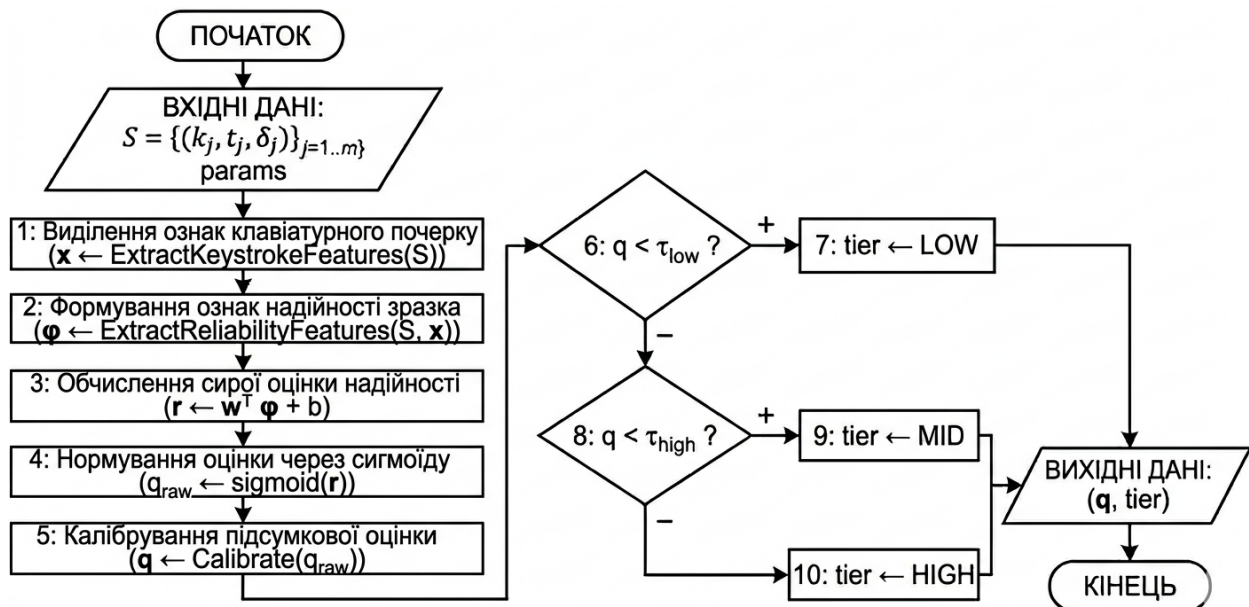 ПОЧАТОК
ВХІДНІ ДАНІ:
S = {(k_j, t_j, δ_j)}_{j=1..m}
params
1: Виділення ознак клавіатурного почерку
(x ← ExtractKeystrokeFeatures(S))
2: Формування ознак надійності зразка
(φ ← ExtractReliabilityFeatures(S, x))
3: Обчислення сирої оцінки надійності
(r ← w^T φ + b)
4: Нормування оцінки через сигмоїду
(q_raw ← sigmoid(r))
5: Калібрування підсумкової оцінки
(q ← Calibrate(q_raw))
6: q < τ_low ?
+
−
7: tier ← LOW
8: q < τ_high ?
+
−
9: tier ← MID
10: tier ← HIGH
ВИХІДНІ ДАНІ:
(q, tier)
КІНЕЦЬ